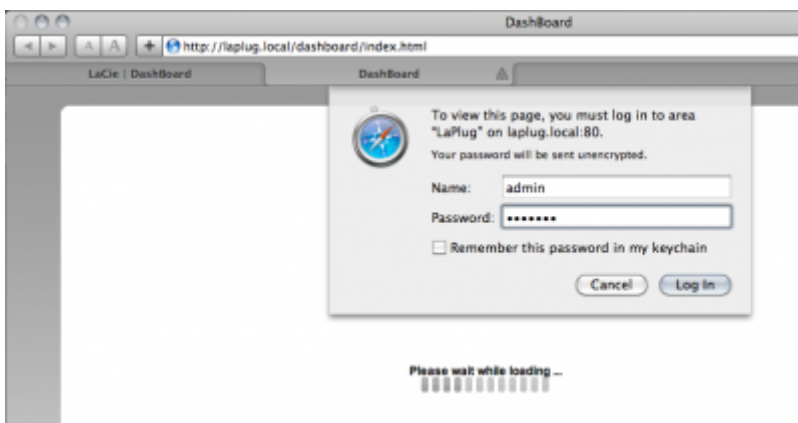 DashBoard
A A + http://laplug.local/dashboard/index.html
LaCie | DashBoard DashBoard
To view this page, you must log in to area
"LaPlug" on laplug.local:80.
Your password will be sent unencrypted.
Name: admin
Password: •••••••
Remember this password in my keychain
Cancel Log In
Please wait while loading ...